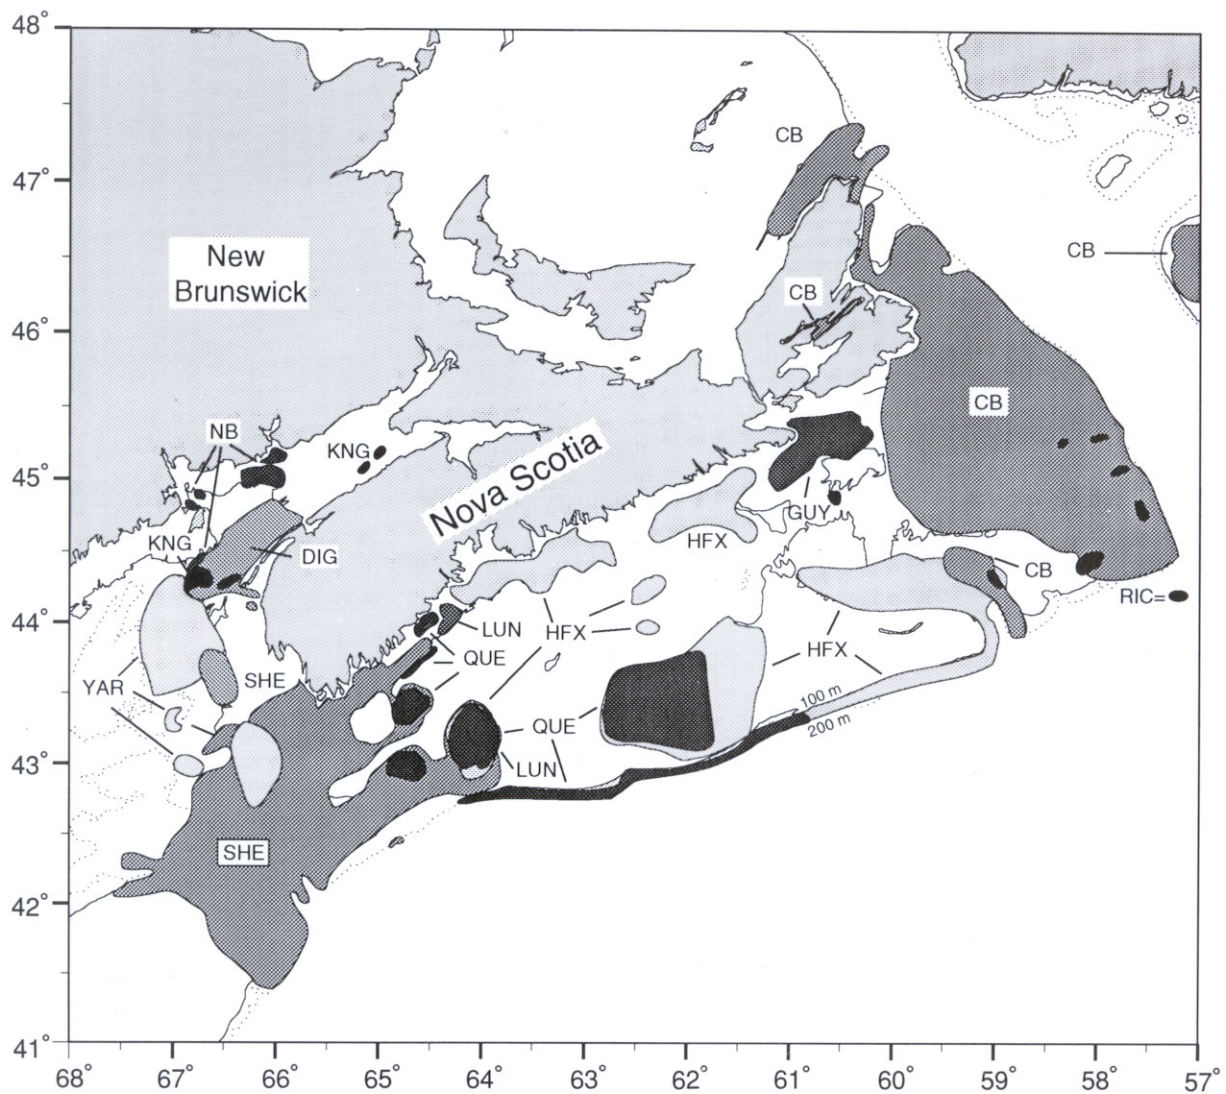 48°
47°
46°
45°
44°
43°
42°
41°
68°
67°
66°
65°
64°
63°
62°
61°
60°
59°
58°
57°
CB
New
Brunswick
CB
CB
CB
NB
KNG
Nova Scotia
GUY
KNG
DIG
HFX
CB
RIC=
LUN
HFX
QUE
HFX
YAR
SHE
100 m
200 m
QUE
LUN
SHE